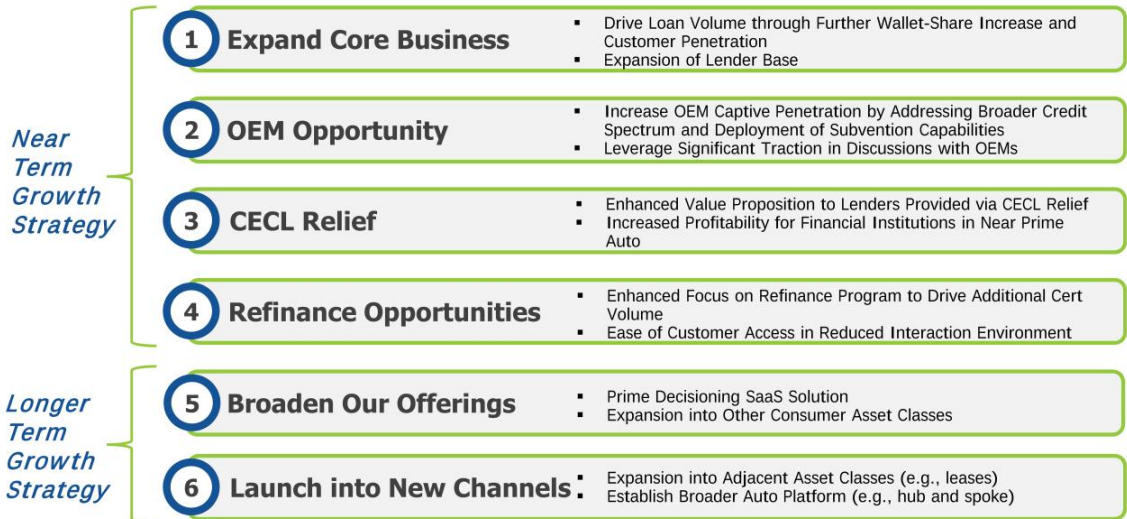 Near
Term
Growth
Strategy
1 Expand Core Business
▪ Drive Loan Volume through Further Wallet-Share Increase and
Customer Penetration
▪ Expansion of Lender Base
2 OEM Opportunity
▪ Increase OEM Captive Penetration by Addressing Broader Credit
Spectrum and Deployment of Subvention Capabilities
▪ Leverage Significant Traction in Discussions with OEMs
3 CECL Relief
▪ Enhanced Value Proposition to Lenders Provided via CECL Relief
▪ Increased Profitability for Financial Institutions in Near Prime
Auto
4 Refinance Opportunities
▪ Enhanced Focus on Refinance Program to Drive Additional Cert
Volume
▪ Ease of Customer Access in Reduced Interaction Environment
Longer
Term
Growth
Strategy
5 Broaden Our Offerings
▪ Prime Decisioning SaaS Solution
▪ Expansion into Other Consumer Asset Classes
6 Launch into New Channels
▪ Expansion into Adjacent Asset Classes (e.g., leases)
▪ Establish Broader Auto Platform (e.g., hub and spoke)